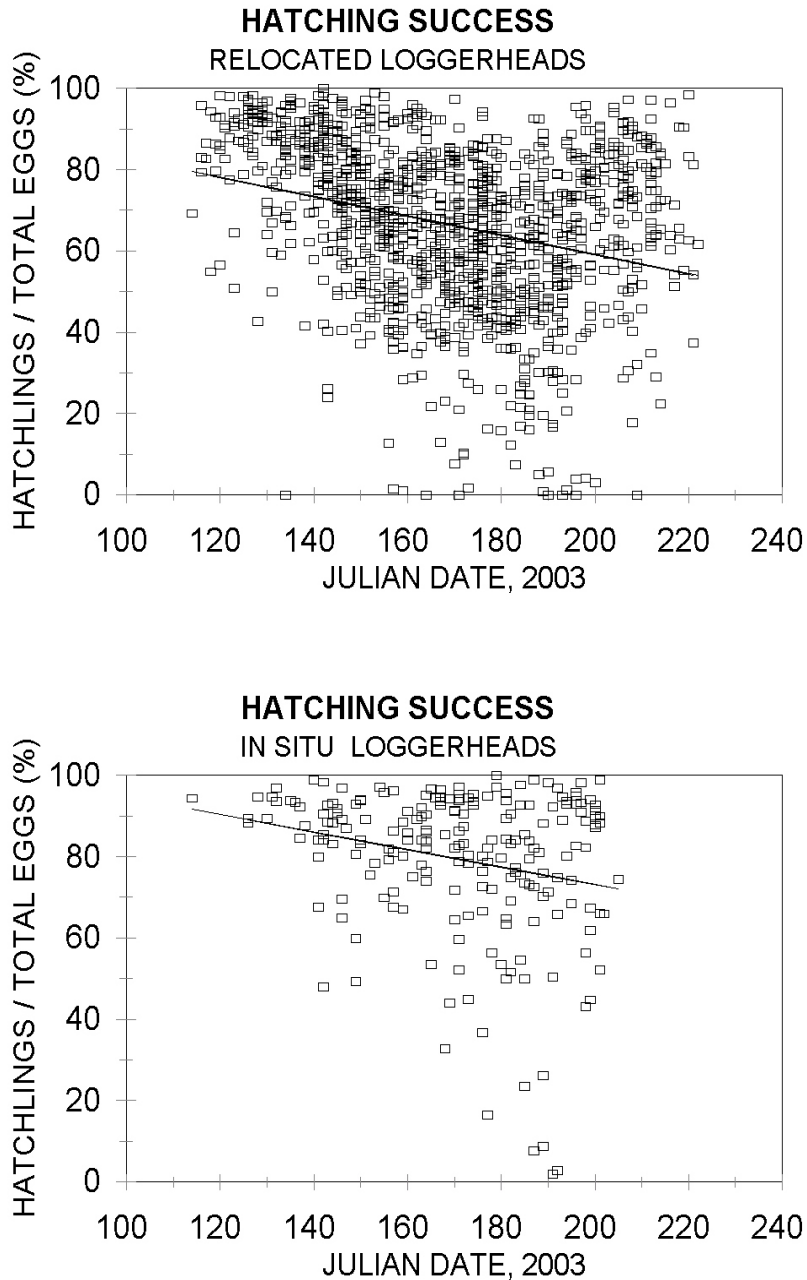 HATCHING SUCCESS
RELOCATED LOGGERHEADS
HATCHLINGS / TOTAL EGGS (%)
100
80
60
40
20
0
100 120 140 160 180 200 220 240
JULIAN DATE, 2003
HATCHING SUCCESS
IN SITU LOGGERHEADS
HATCHLINGS / TOTAL EGGS (%)
100
80
60
40
20
0
100 120 140 160 180 200 220 240
JULIAN DATE, 2003